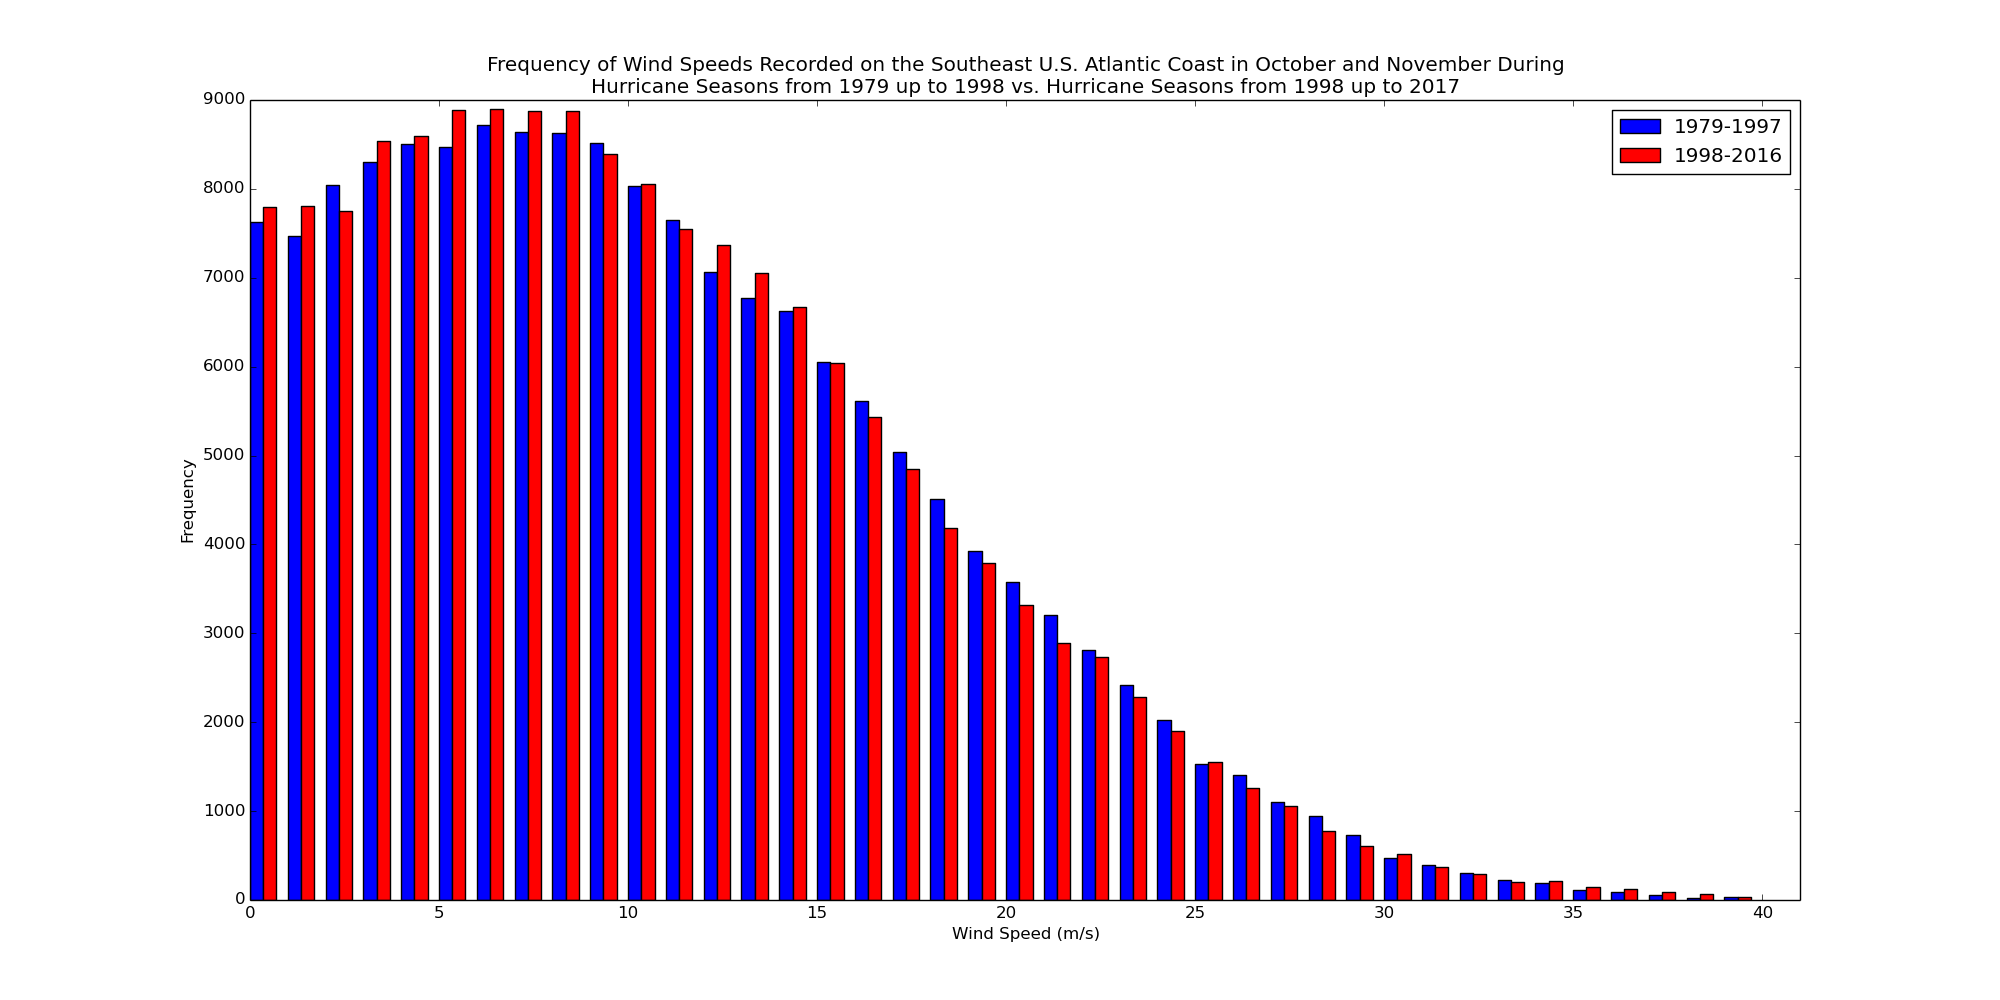 Frequency of Wind Speeds Recorded on the Southeast U.S. Atlantic Coast in October and November During
Hurricane Seasons from 1979 up to 1998 vs. Hurricane Seasons from 1998 up to 2017
1979-1997
1998-2016
Frequency
9000
8000
7000
6000
5000
4000
3000
2000
1000
0
0 5 10 15 20 25 30 35 40
Wind Speed (m/s)